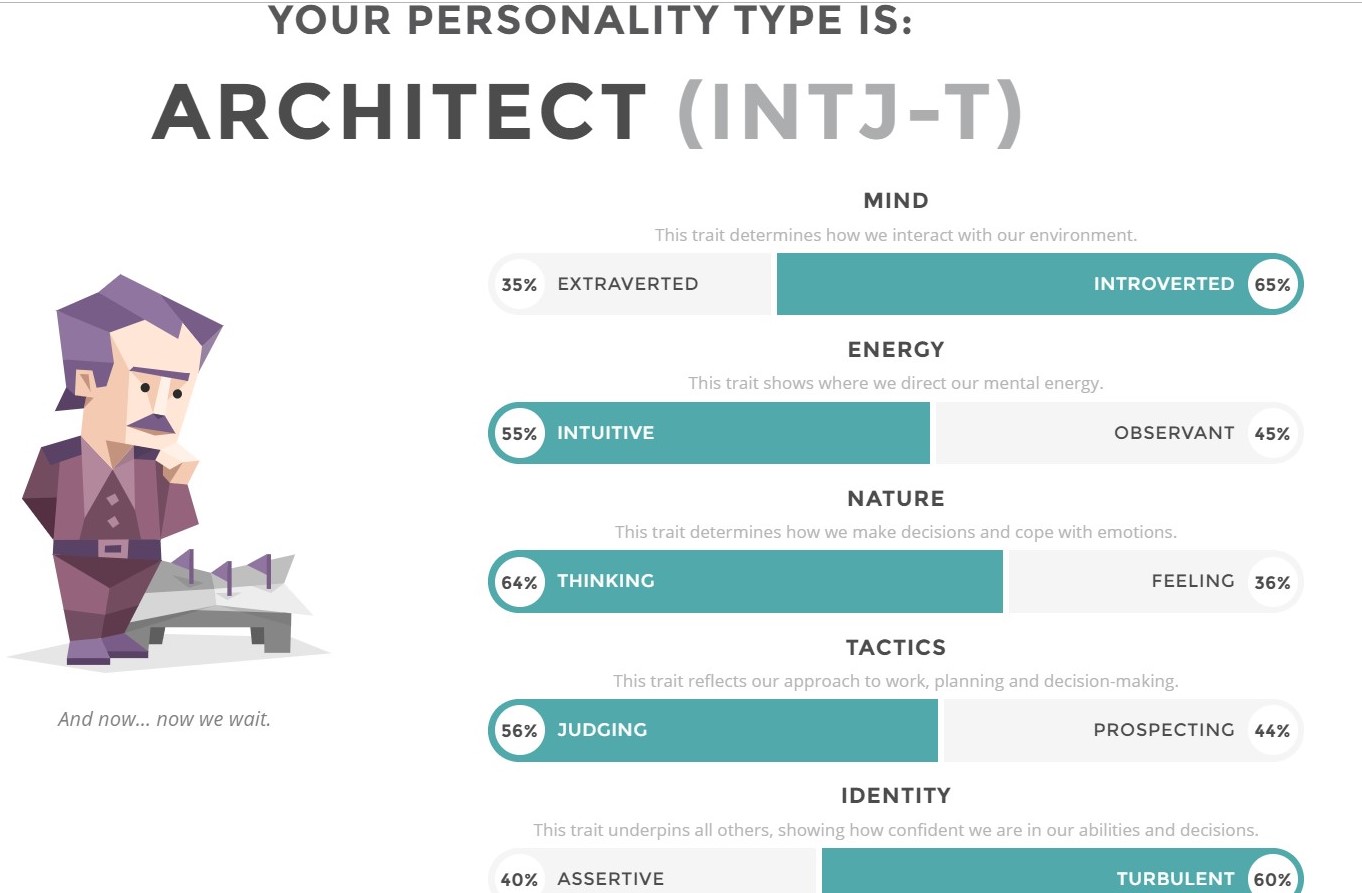 YOUR PERSONALITY TYPE IS:
ARCHITECT (INTJ-T)
MIND
This trait determines how we interact with our environment.
35% EXTRAVERTED INTROVERTED 65%
ENERGY
This trait shows where we direct our mental energy.
55% INTUITIVE OBSERVANT 45%
NATURE
This trait determines how we make decisions and cope with emotions.
64% THINKING FEELING 36%
TACTICS
This trait reflects our approach to work, planning and decision-making.
56% JUDGING PROSPECTING 44%
IDENTITY
This trait underpins all others, showing how confident we are in our abilities and decisions.
40% ASSERTIVE TURBULENT 60%
And now... now we wait.